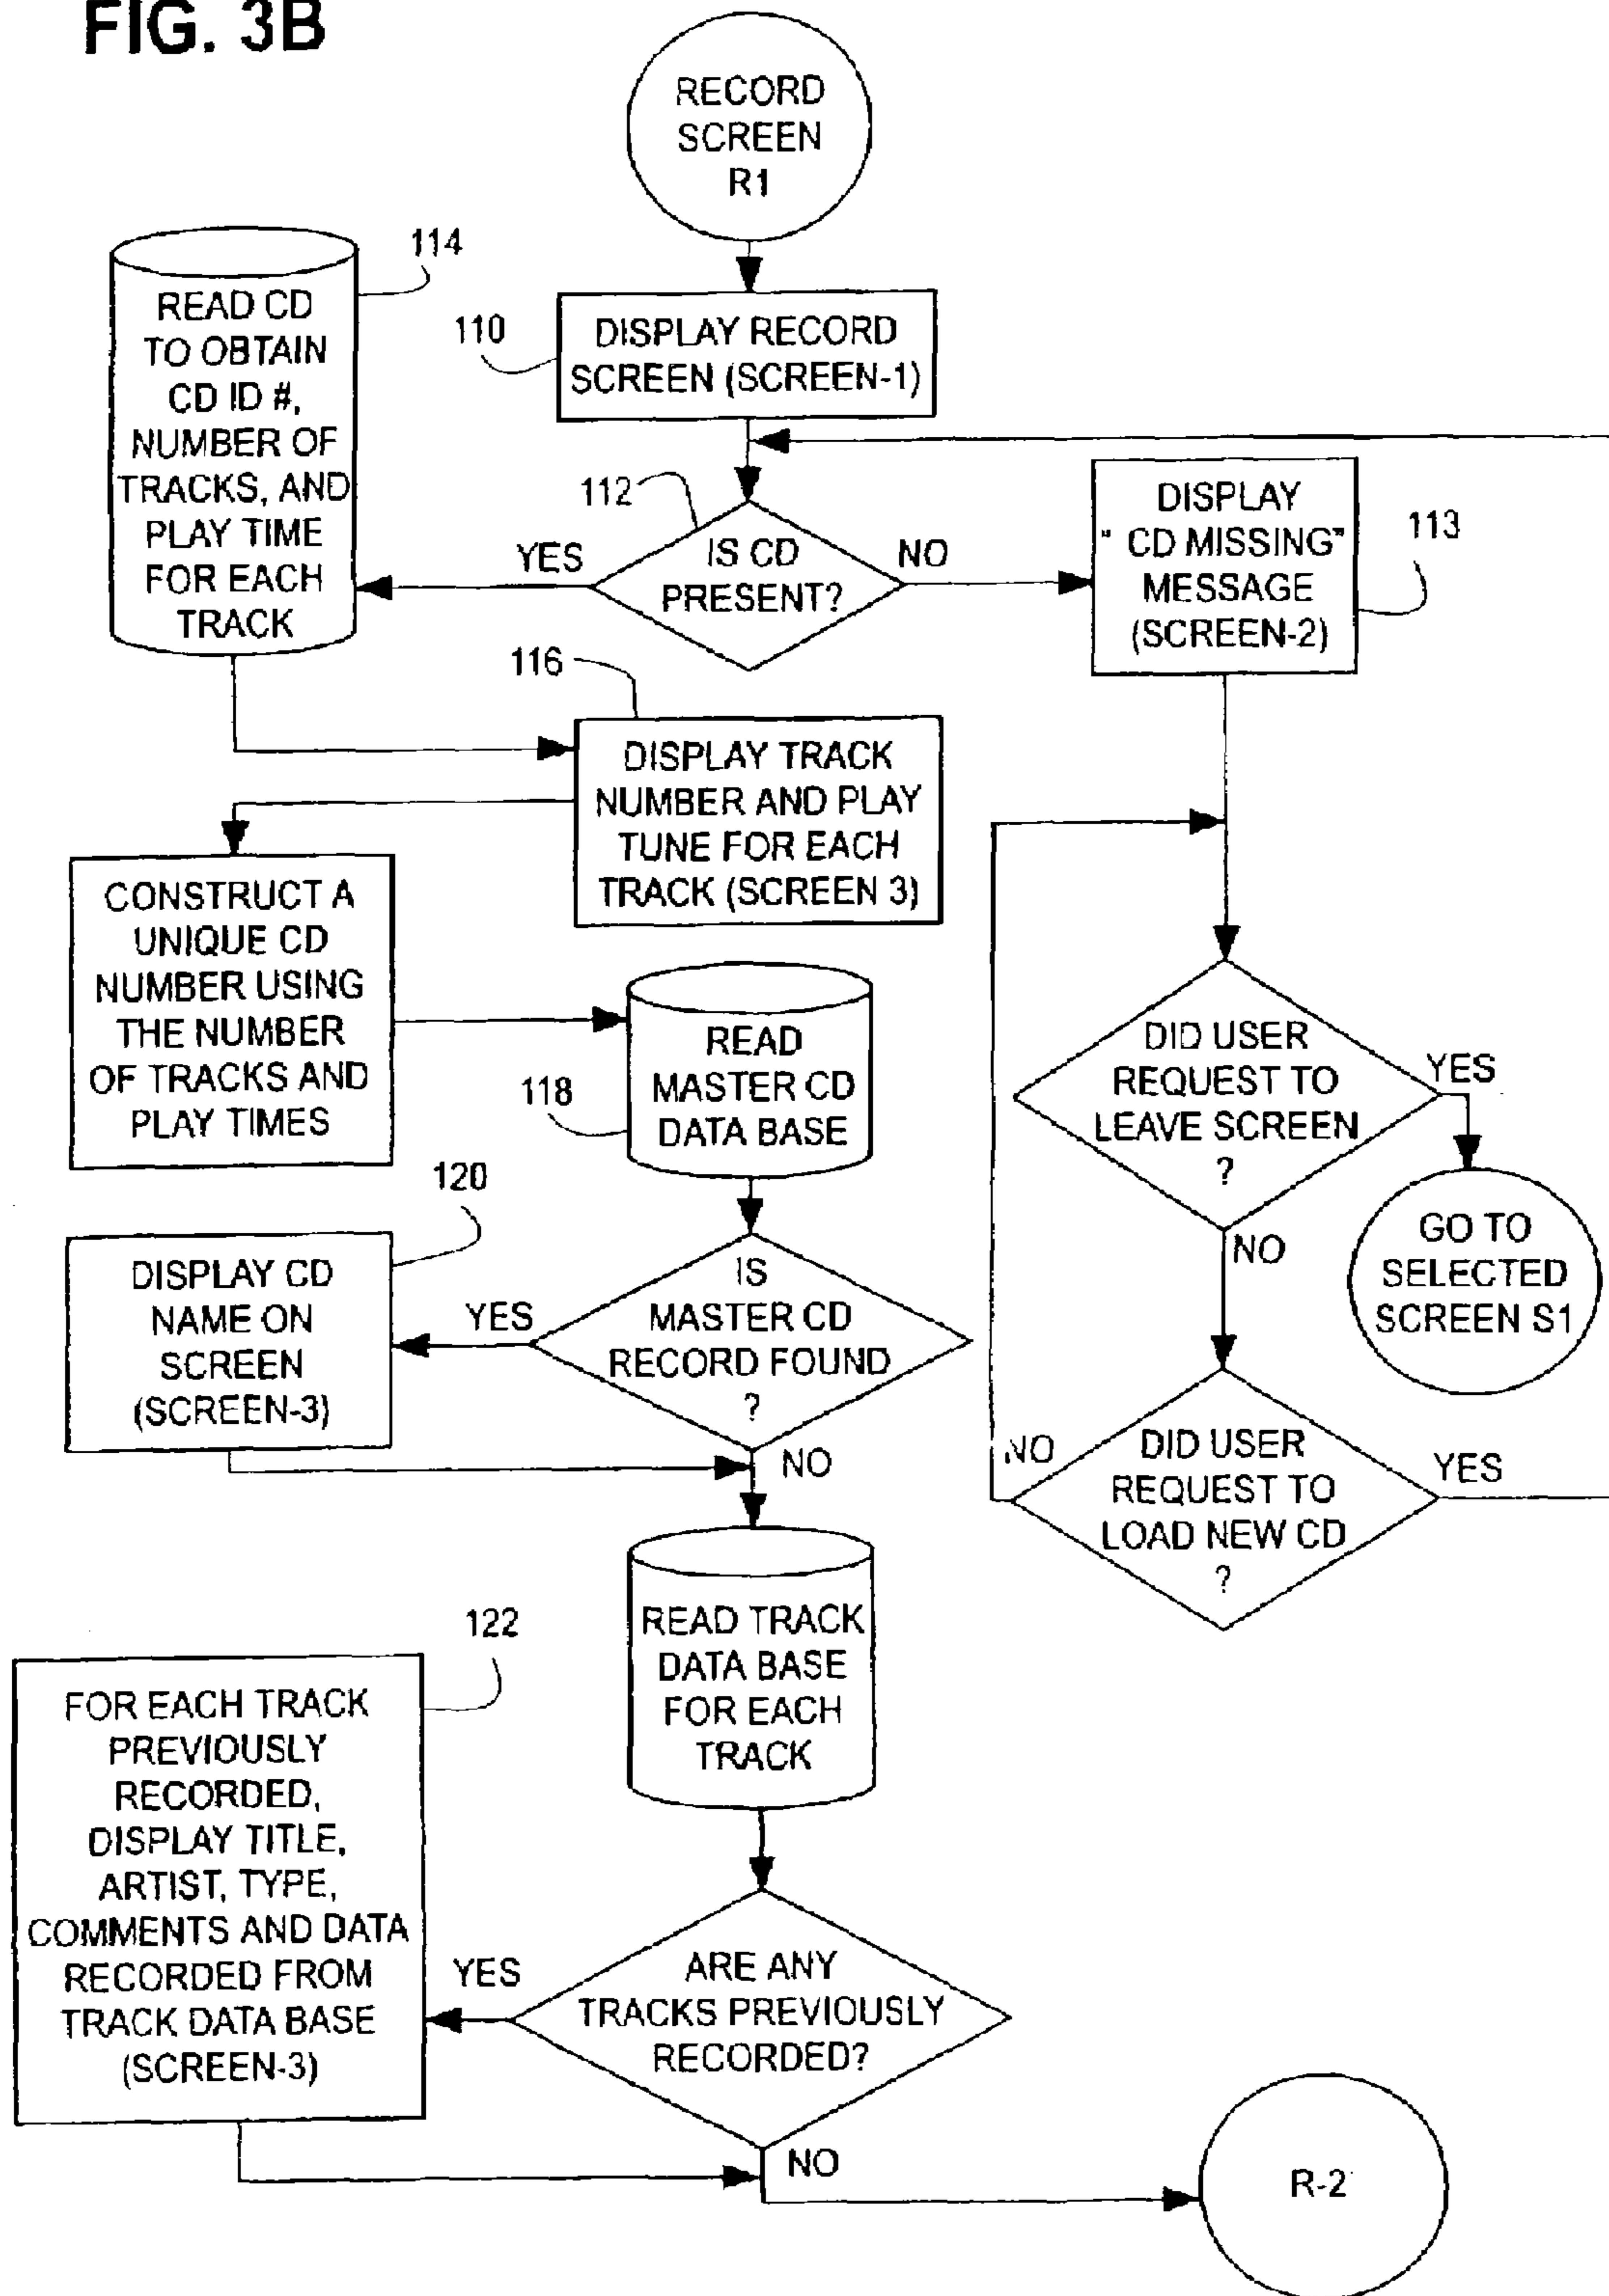 FIG. 3B
RECORD
SCREEN
R1
114
READ CD
TO OBTAIN
CD ID #,
NUMBER OF
TRACKS, AND
PLAY TIME
FOR EACH
TRACK
110
DISPLAY RECORD
SCREEN (SCREEN-1)
112
IS CD
PRESENT?
YES
NO
DISPLAY
" CD MISSING"
MESSAGE
(SCREEN-2)
113
116
DISPLAY TRACK
NUMBER AND PLAY
TUNE FOR EACH
TRACK (SCREEN 3)
CONSTRUCT A
UNIQUE CD
NUMBER USING
THE NUMBER
OF TRACKS AND
PLAY TIMES
118
READ
MASTER CD
DATA BASE
DID USER
REQUEST TO
LEAVE SCREEN
?
YES
NO
GO TO
SELECTED
SCREEN S1
120
DISPLAY CD
NAME ON
SCREEN
(SCREEN-3)
YES
IS
MASTER CD
RECORD FOUND
?
NO
NO
DID USER
REQUEST TO
LOAD NEW CD
?
YES
READ TRACK
DATA BASE
FOR EACH
TRACK
122
FOR EACH TRACK
PREVIOUSLY
RECORDED,
DISPLAY TITLE,
ARTIST, TYPE,
COMMENTS AND DATA
RECORDED FROM
TRACK DATA BASE
(SCREEN-3)
YES
ARE ANY
TRACKS PREVIOUSLY
RECORDED?
NO
R-2